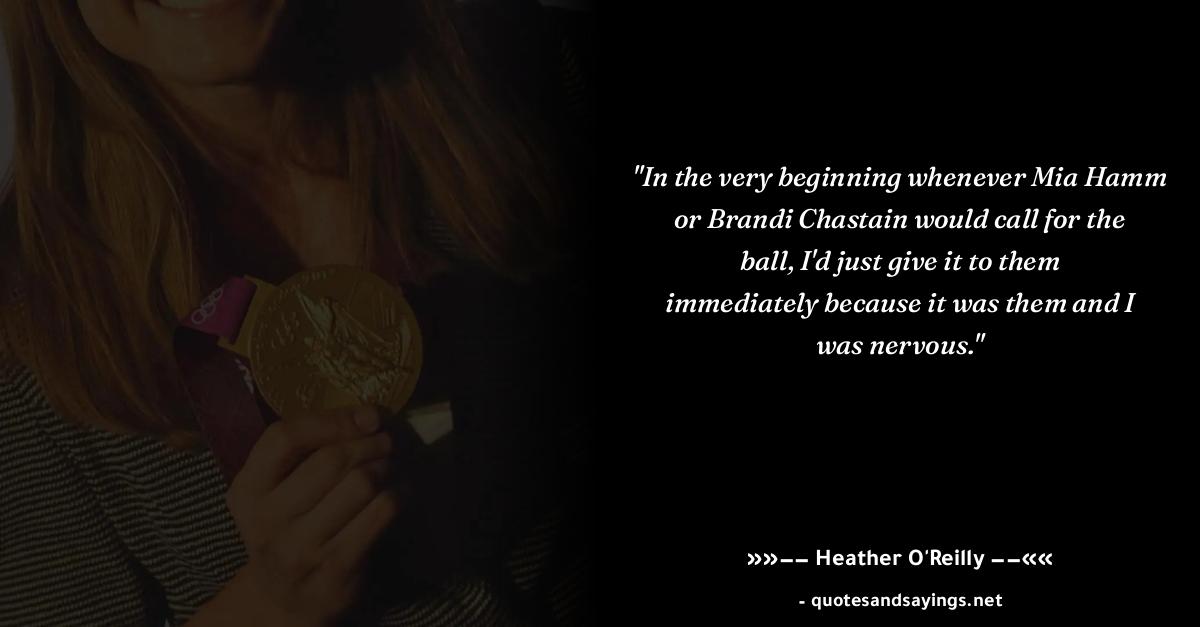 "In the very beginning whenever Mia Hamm
or Brandi Chastain would call for the
ball, I'd just give it to them
immediately because it was them and I
was nervous."
»»–– Heather O'Reilly ––««
- quotesandsayings.net